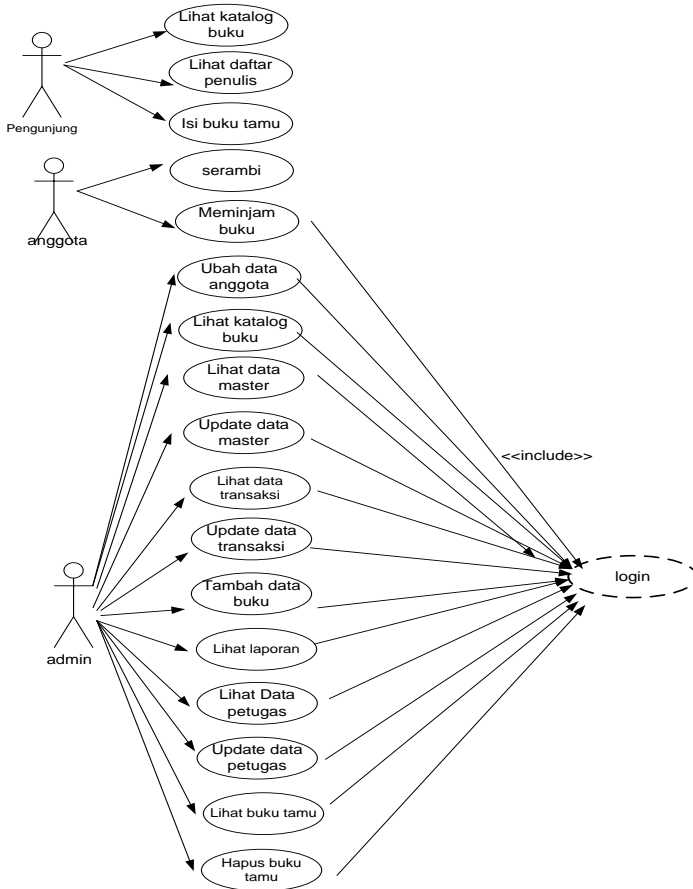 Lihat katalog
buku
Lihat daftar
penulis
Isi buku tamu
Pengunjung
serambi
Meminjam
buku
anggota
Ubah data
anggota
Lihat katalog
buku
Lihat data
master
Update data
master
<<include>>
Lihat data
transaksi
Update data
transaksi
login
Tambah data
buku
Lihat laporan
admin
Lihat Data
petugas
Update data
petugas
Lihat buku tamu
Hapus buku
tamu